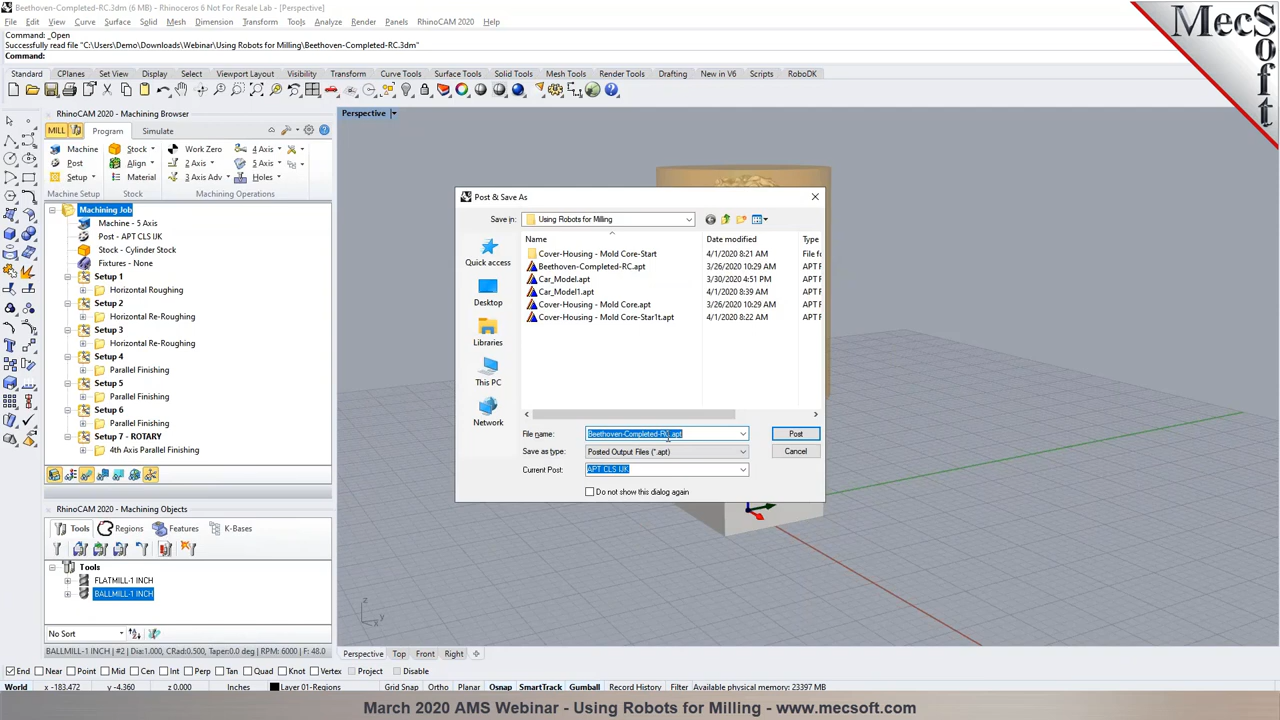 Beethoven-Completed-RC.3dm (6 MB) - Rhinoceros 6 Not For Resale Lab - [Perspective]
File Edit View Curve Surface Solid Mesh Dimension Transform Tools Analyze Render Panels RhinoCAM 2020 Help
Command: _Open
Successfully read file "C:\Users\Demo\Downloads\Webinar\Using Robots for Milling\Beethoven-Completed-RC.3dm"
Command:
Standard CPlanes Set View Display Select Viewport Layout Visibility Transform Curve Tools Surface Tools Solid Tools Mesh Tools Render Tools Drafting New in V6 Scripts RoboDK
MecSoft
RhinoCAM 2020 - Machining Browser
MILL Program Simulate
Machine Stock Work Zero 4 Axis
Post Align 2 Axis 5 Axis
Setup Material 3 Axis Adv Holes
Machine Setup Stock Machining Operations
Machining Job
Machine - 5 Axis
Post - APT CLS IJK
Stock - Cylinder Stock
Fixtures - None
Setup 1
Horizontal Roughing
Setup 2
Horizontal Re-Roughing
Setup 3
Horizontal Re-Roughing
Setup 4
Parallel Finishing
Setup 5
Parallel Finishing
Setup 6
Parallel Finishing
Setup 7 - ROTARY
4th Axis Parallel Finishing
RhinoCAM 2020 - Machining Objects
Tools Regions Features K-Bases
Tools
FLATMILL-1 INCH
BALLMILL-1 INCH
No Sort
BALLMILL-1 INCH | #2 | Dia:1.000, CRad:0.500, Taper:0.0 deg | RPM: 6000 | F: 48.0
Perspective
Post & Save As
Save in: Using Robots for Milling
Quick access
Desktop
Libraries
This PC
Network
Name Date modified Type
Cover-Housing - Mold Core-Start 4/1/2020 8:21 AM File fo
Beethoven-Completed-RC.apt 3/26/2020 10:29 AM APT F
Car_Model.apt 3/30/2020 4:51 PM APT F
Car_Model1.apt 4/1/2020 8:39 AM APT F
Cover-Housing - Mold Core.apt 3/26/2020 10:29 AM APT F
Cover-Housing - Mold Core-Star1t.apt 4/1/2020 8:22 AM APT F
File name: Beethoven-Completed-RC.apt Post
Save as type: Posted Output Files (*.apt) Cancel
Current Post: APT CLS IJK
Do not show this dialog again
z
x
y
Perspective Top Front Right
End Near Point Mid Cen Int Perp Tan Quad Knot Vertex Project Disable
World x -183.472 y -4.360 z 0.000 Inches Layer 01-Regions Grid Snap Ortho Planar Osnap SmartTrack Gumball Record History Filter Available physical memory: 23397 MB
March 2020 AMS Webinar - Using Robots for Milling - www.mecsoft.com